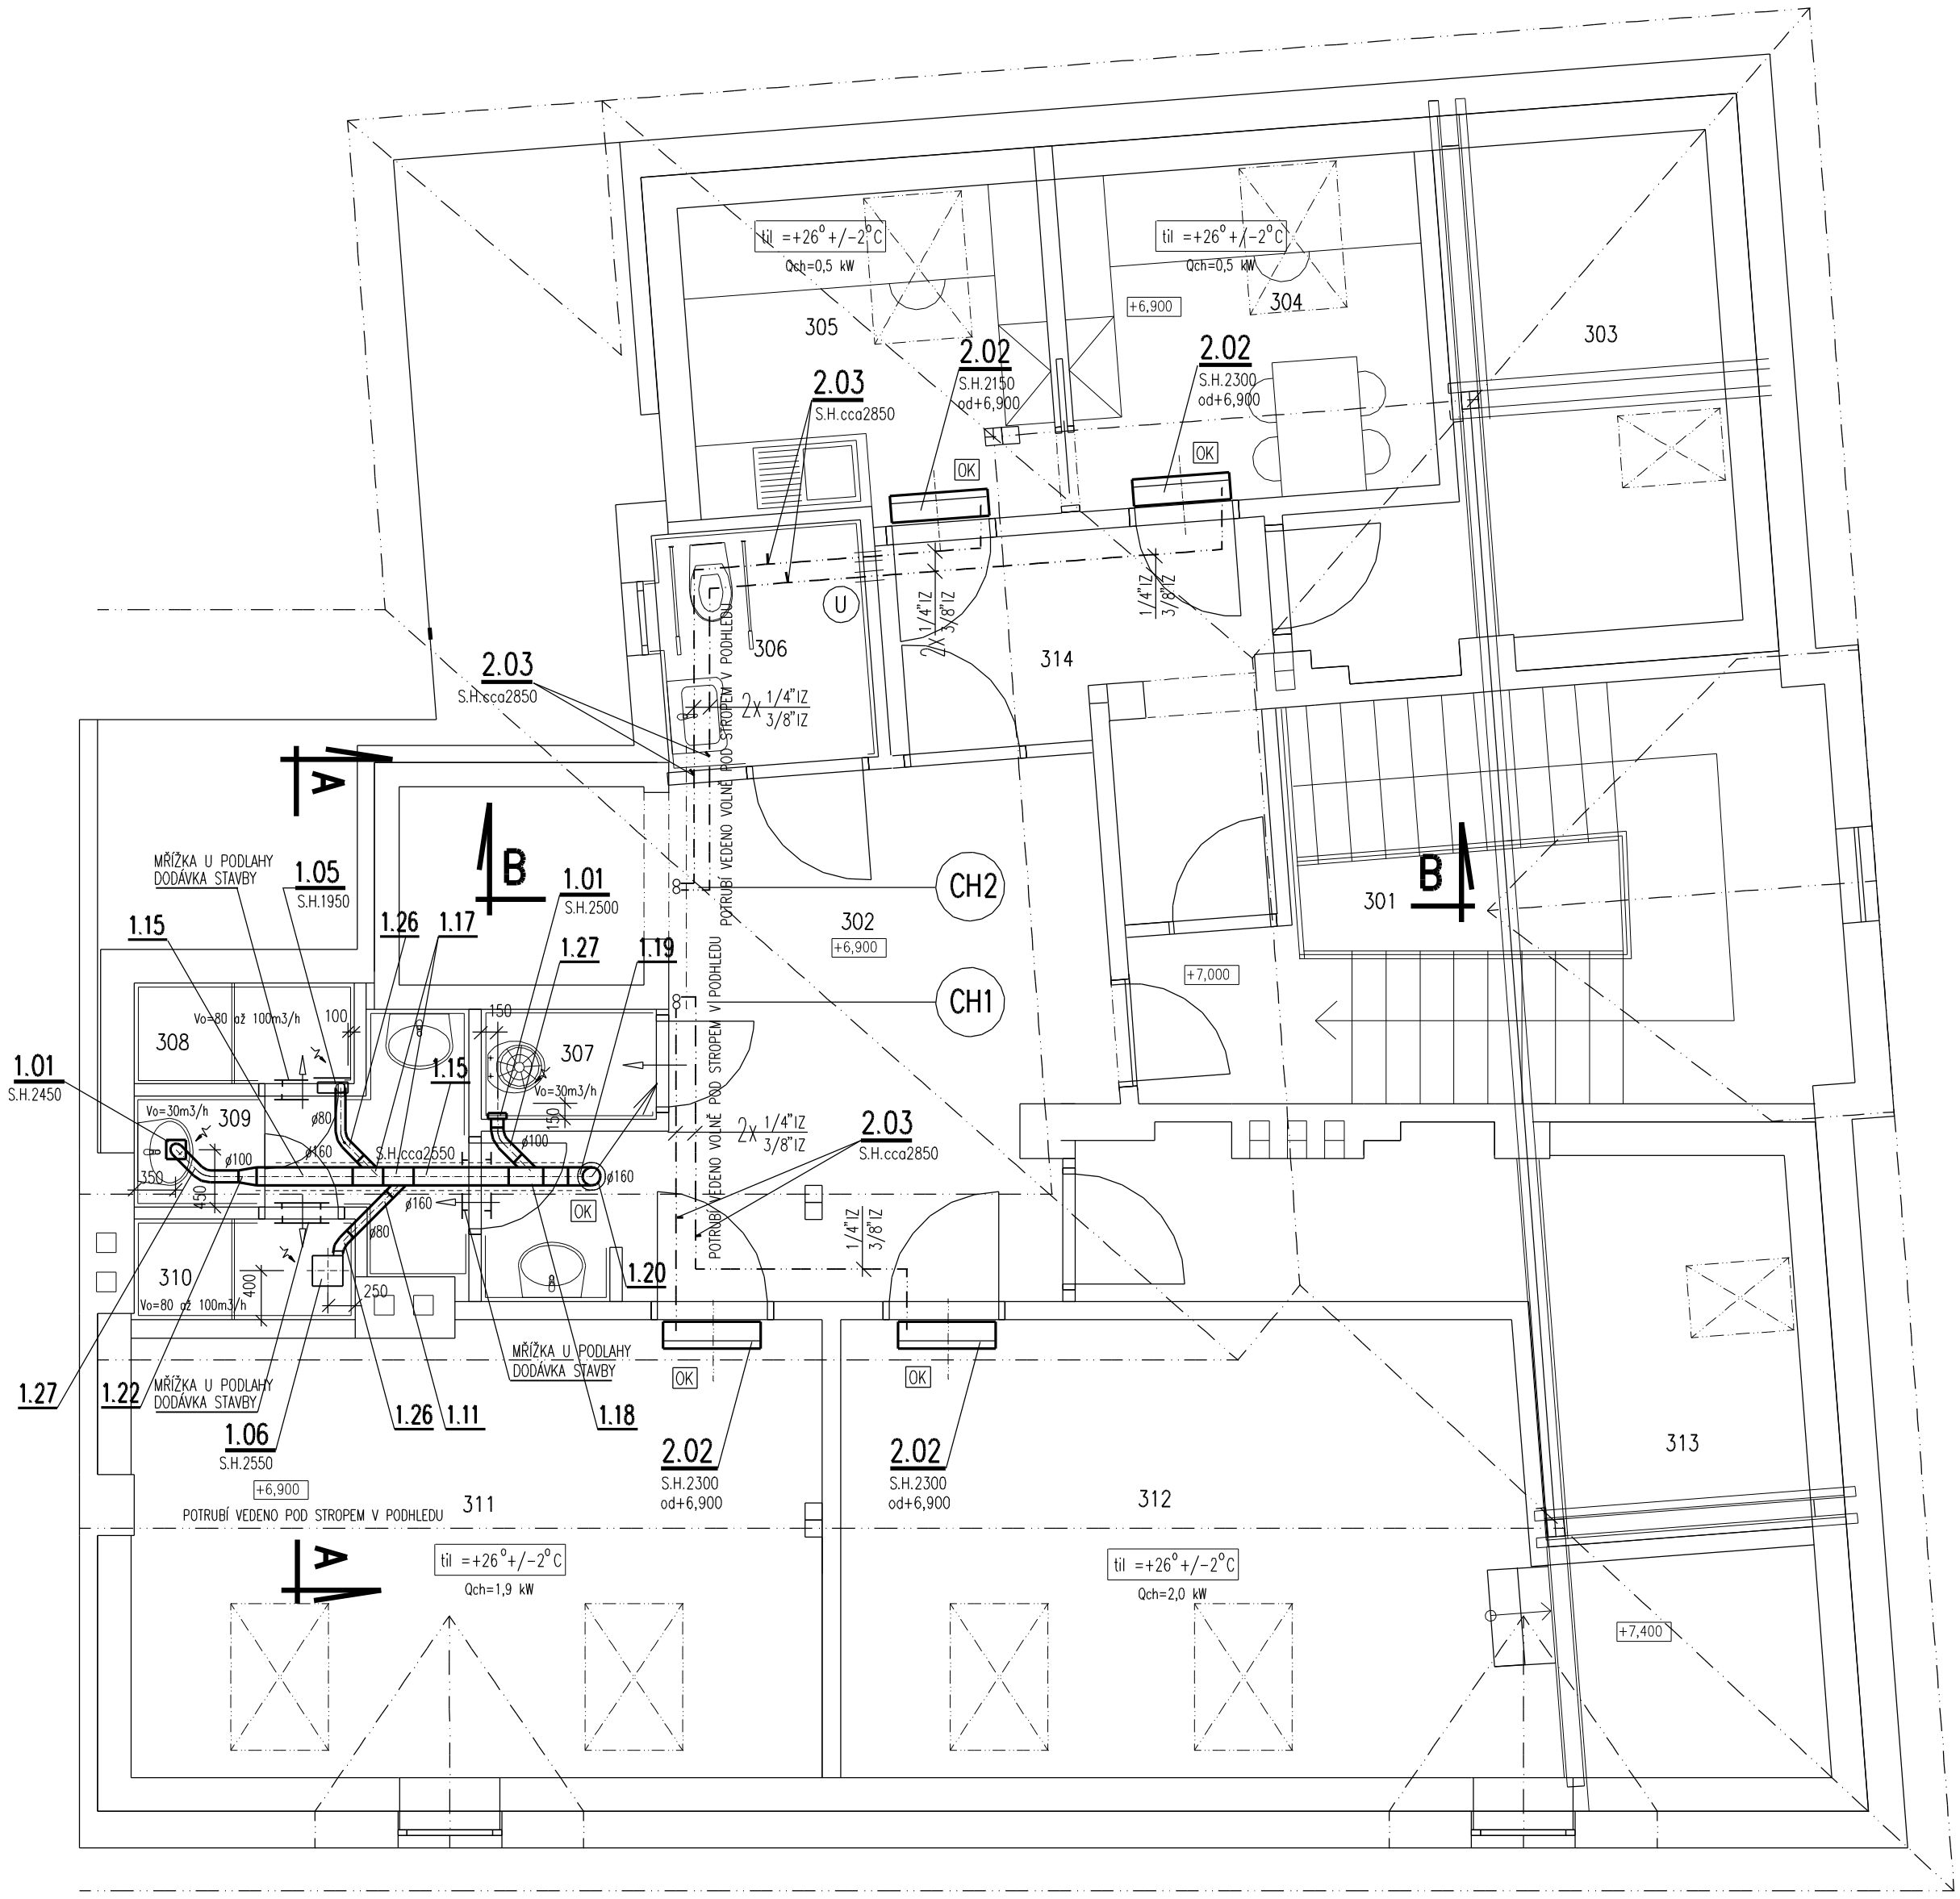 til =+26°+/-2°C
Qch=0,5 kW
til =+26°+/-2°C
Qch=0,5 kW
+6,900
304
305
303
2.02
S.H.2150
od+6,900
2.02
S.H.2300
od+6,900
2.03
S.H.cca2850
OK
OK
U
306
2x 1/4"IZ
3/8"IZ
1/4"IZ
3/8"IZ
314
2.03
S.H.cca2850
2x 1/4"IZ
3/8"IZ
POTRUBÍ VEDENO VOLNĚ POD STROPEM V PODHLEDU
A
B
MŘÍŽKA U PODLAHY
DODÁVKA STAVBY
1.05
S.H.1950
1.01
S.H.2500
CH2
302
+6,900
301
B
1.15
1.26
1.17
1.27
1.19
+7,000
CH1
POTRUBÍ VEDENO VOLNĚ POD STROPEM V PODHLEDU
Vo=80 až 100m3/h
100
308
150
307
1.01
S.H.2450
1.15
Vo=30m3/h
Vo=30m3/h
309
ø80
150
ø100
ø160
S.H.cca2550
ø100
2x 1/4"IZ
3/8"IZ
2.03
S.H.cca2850
350
450
ø160
ø160
OK
ø80
1/4"IZ
3/8"IZ
310
400
250
Vo=80 až 100m3/h
1.20
MŘÍŽKA U PODLAHY
DODÁVKA STAVBY
OK
OK
1.27
1.22
MŘÍŽKA U PODLAHY
DODÁVKA STAVBY
1.06
S.H.2550
1.26
1.11
1.18
2.02
S.H.2300
od+6,900
2.02
S.H.2300
od+6,900
313
+6,900
311
312
POTRUBÍ VEDENO POD STROPEM V PODHLEDU
A
til =+26°+/-2°C
Qch=1,9 kW
til =+26°+/-2°C
Qch=2,0 kW
+7,400